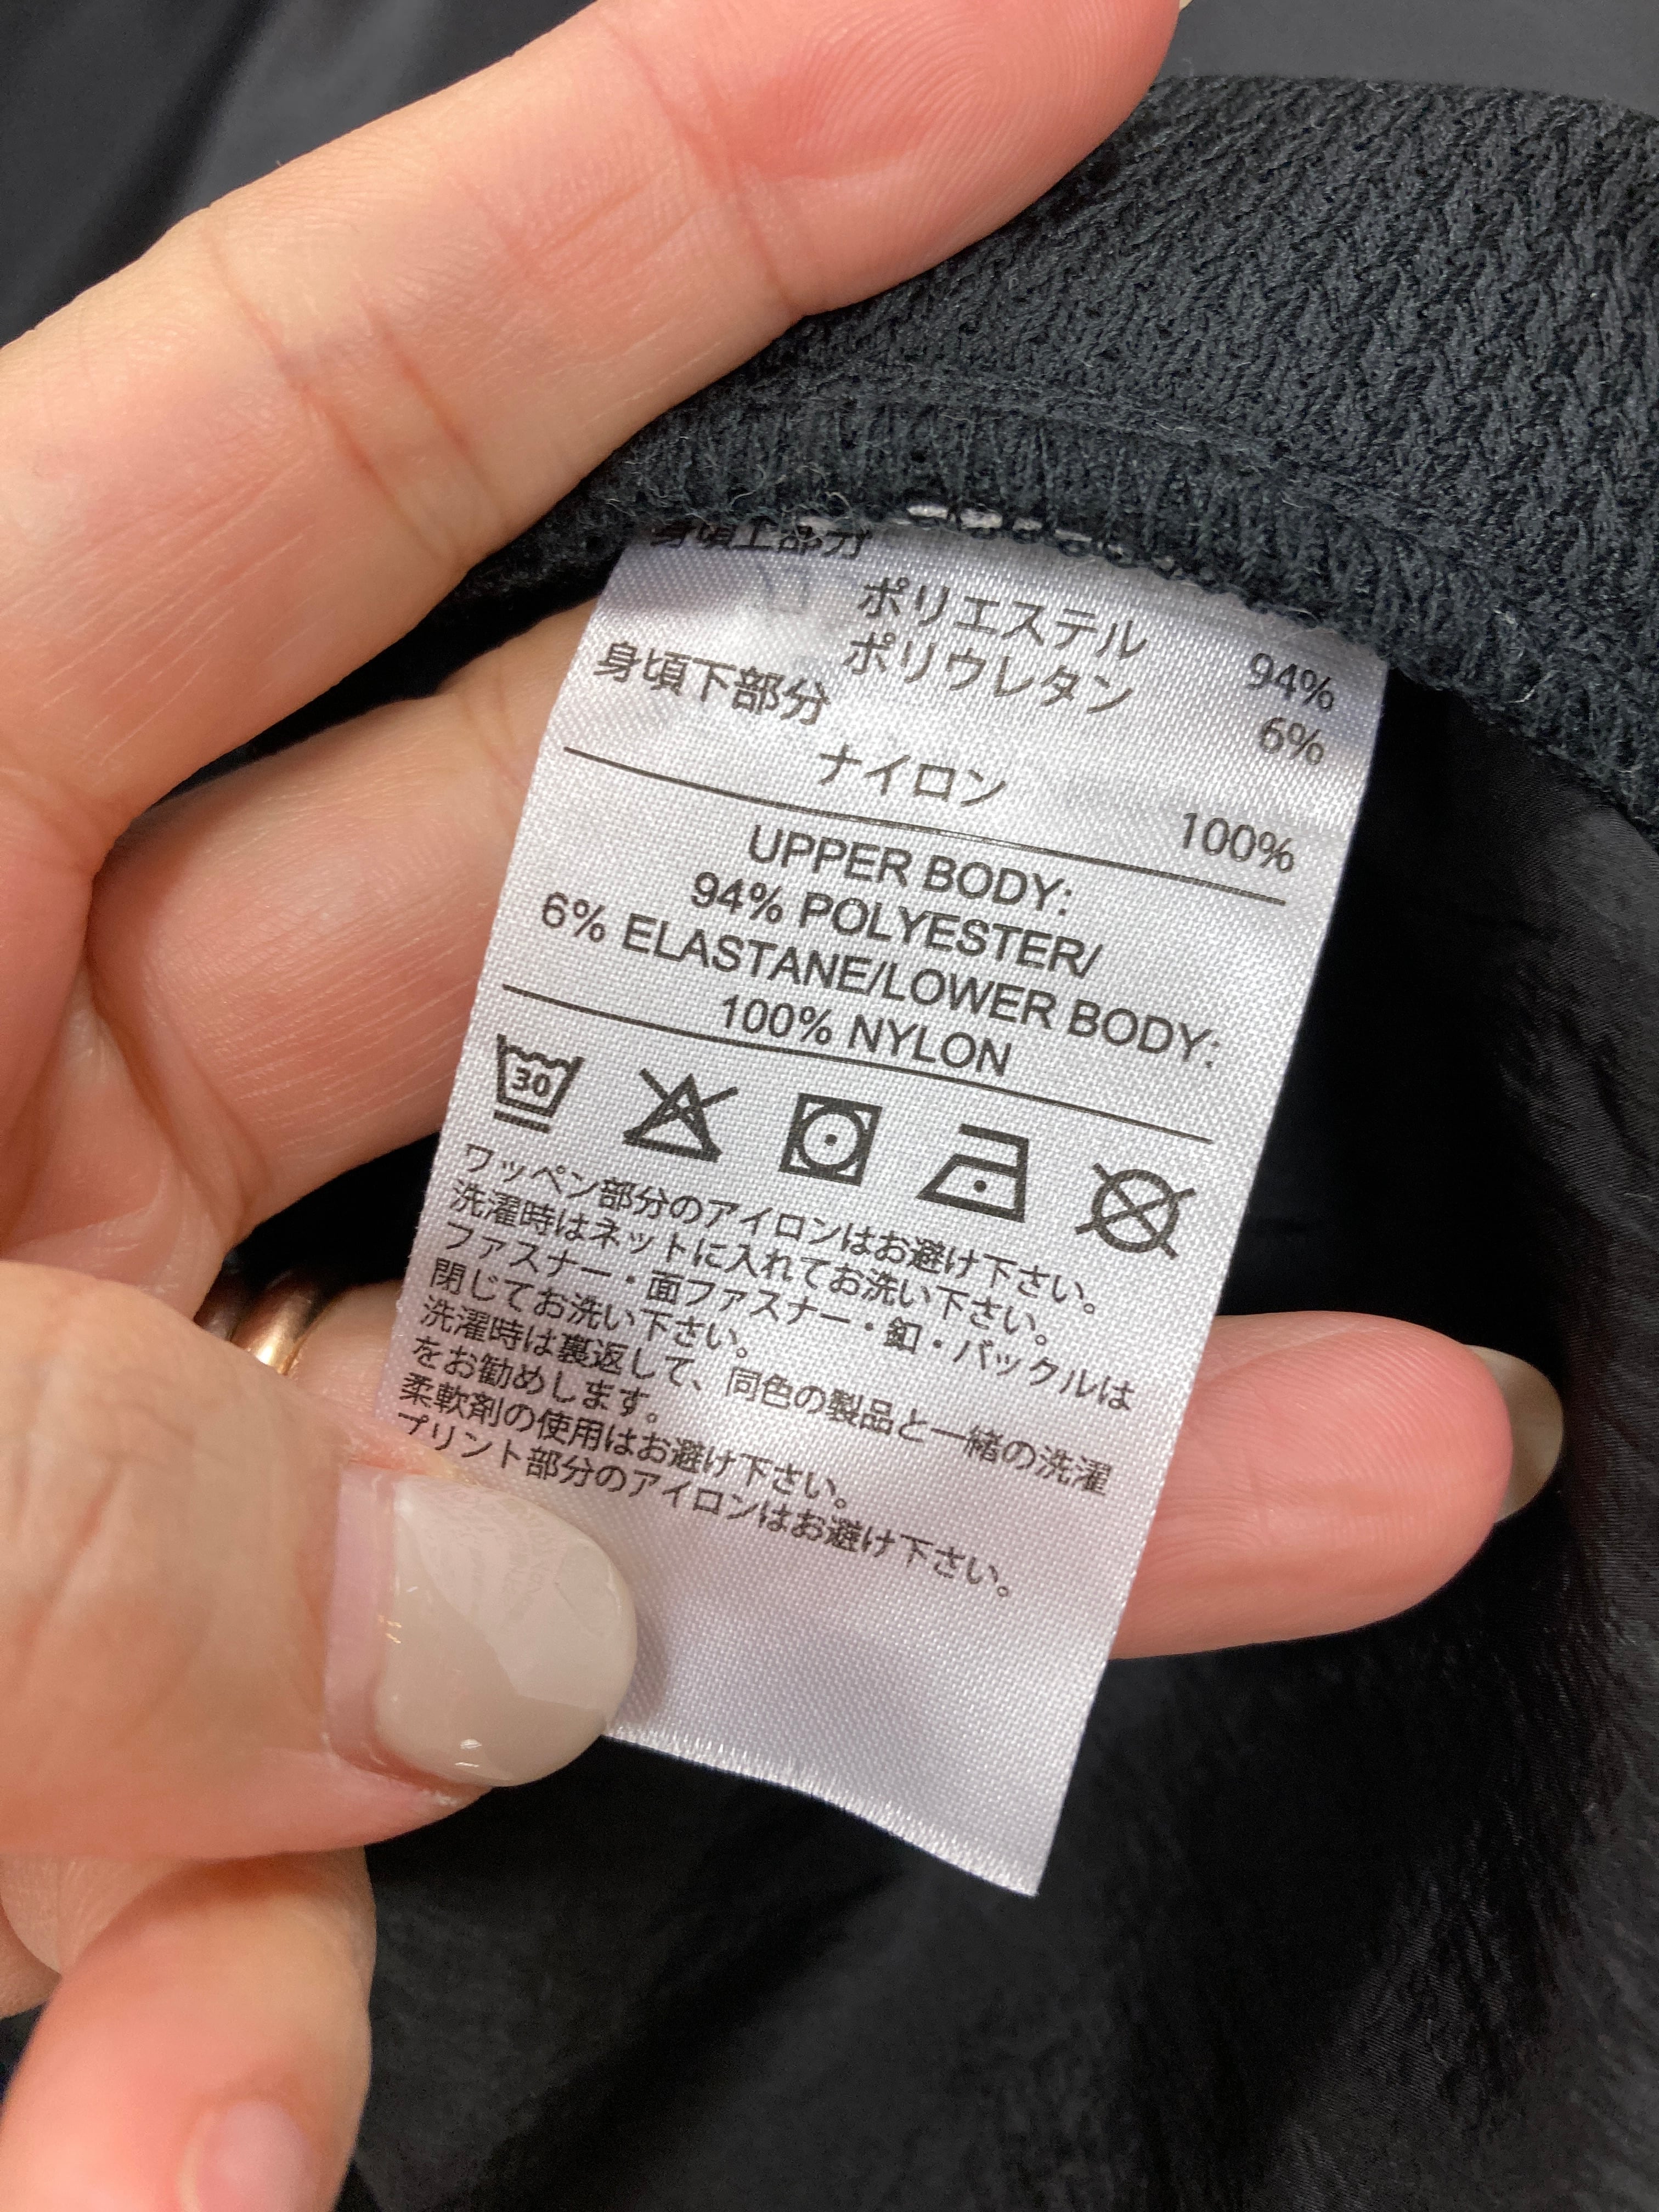 身頃上部分
ポリエステル 94%
ポリウレタン 6%
身頃下部分
ナイロン 100%
UPPER BODY:
94% POLYESTER/
6% ELASTANE/LOWER BODY:
100% NYLON
30
ワッペン部分のアイロンはお避け下さい。
洗濯時はネットに入れてお洗い下さい。
ファスナー・面ファスナー・釦・バックルは
閉じてお洗い下さい。
洗濯時は裏返して、同色の製品と一緒の洗濯
をお勧めします。
柔軟剤の使用はお避け下さい。
プリント部分のアイロンはお避け下さい。